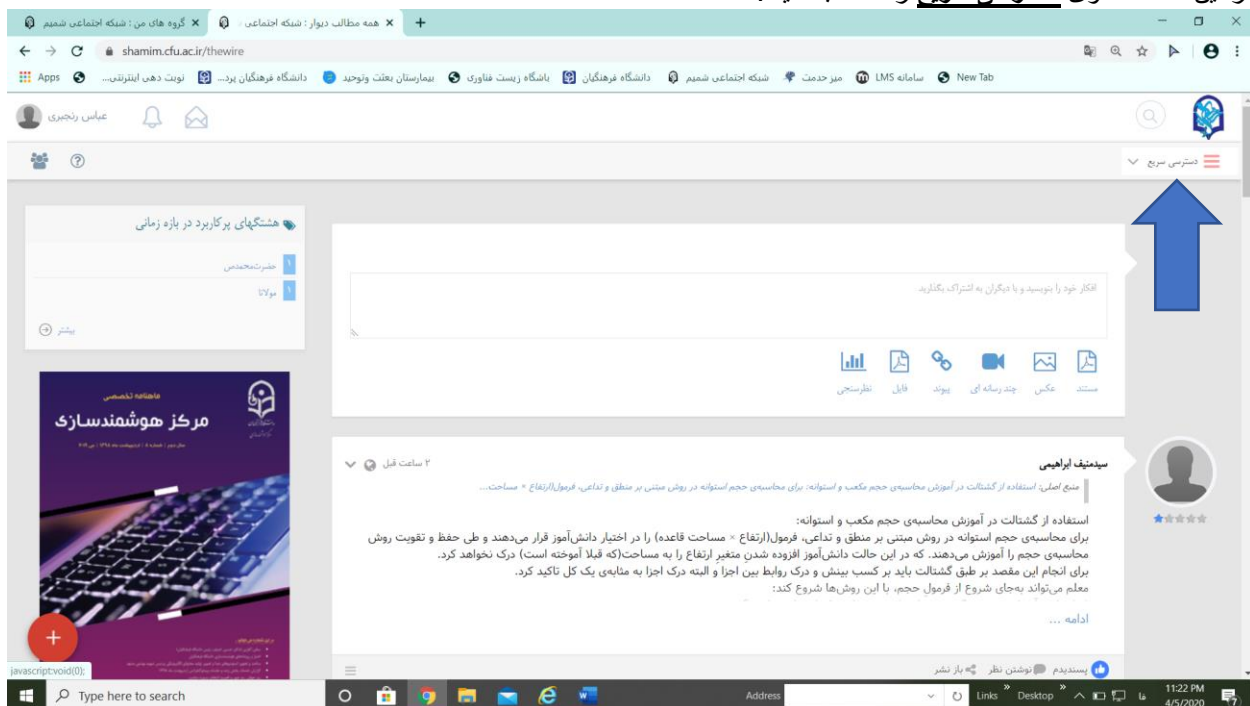 همه مطالب دیوار : شبکه اجتماعی
گروه های من : شبکه اجتماعی شمیم
shamim.cfu.ac.ir/thewire
Apps
نوبت دهی اینترنتی...
دانشگاه فرهنگیان پرد...
بیمارستان بعثت وتوحید
باشگاه زیست فناوری
دانشگاه فرهنگیان
شبکه اجتماعی شمیم
میز خدمت
سامانه LMS
New Tab
عباس رنجبری
دسترسی سریع
هشتگهای پر کاربرد در بازه زمانی
۱ حضرت‌محمدص
۱ مولانا
بیشتر
افکار خود را بنویسید و با دیگران به اشتراک بگذارید.
مستند عکس چند رسانه ای پیوند فایل نظرسنجی
ماهنامه تخصصی
مرکز هوشمندسازی
سیدمنیف ابراهیمی
۲ ساعت قبل
منبع اصلی: استفاده از گشتالت در آموزش محاسبه‌ی حجم مکعب و استوانه: برای محاسبه‌ی حجم استوانه در روش مبتنی بر منطق و تداعی، فرمول(ارتفاع × مساحت...
استفاده از گشتالت در آموزش محاسبه‌ی حجم مکعب و استوانه:
برای محاسبه‌ی حجم استوانه در روش مبتنی بر منطق و تداعی، فرمول(ارتفاع × مساحت قاعده) را در اختیار دانش‌آموز قرار می‌دهند و طی حفظ و تقویت روش
محاسبه‌ی حجم را آموزش می‌دهند. که در این حالت دانش‌آموز افزوده شدنِ متغیرِ ارتفاع را به مساحت(که قبلا آموخته است) درک نخواهد کرد.
برای انجام این مقصد بر طبق گشتالت باید بر کسب بینش و درک روابط بین اجزا و البته درک اجزا به مثابه‌ی یک کل تاکید کرد.
معلم می‌تواند به‌جای شروع از فرمولِ حجم، با این روش‌ها شروع کند:
ادامه ...
پسندیدم نوشتن نظر باز نشر
javascript:void(0);
Type here to search
Address
Links
Desktop
فا
11:22 PM
4/5/2020